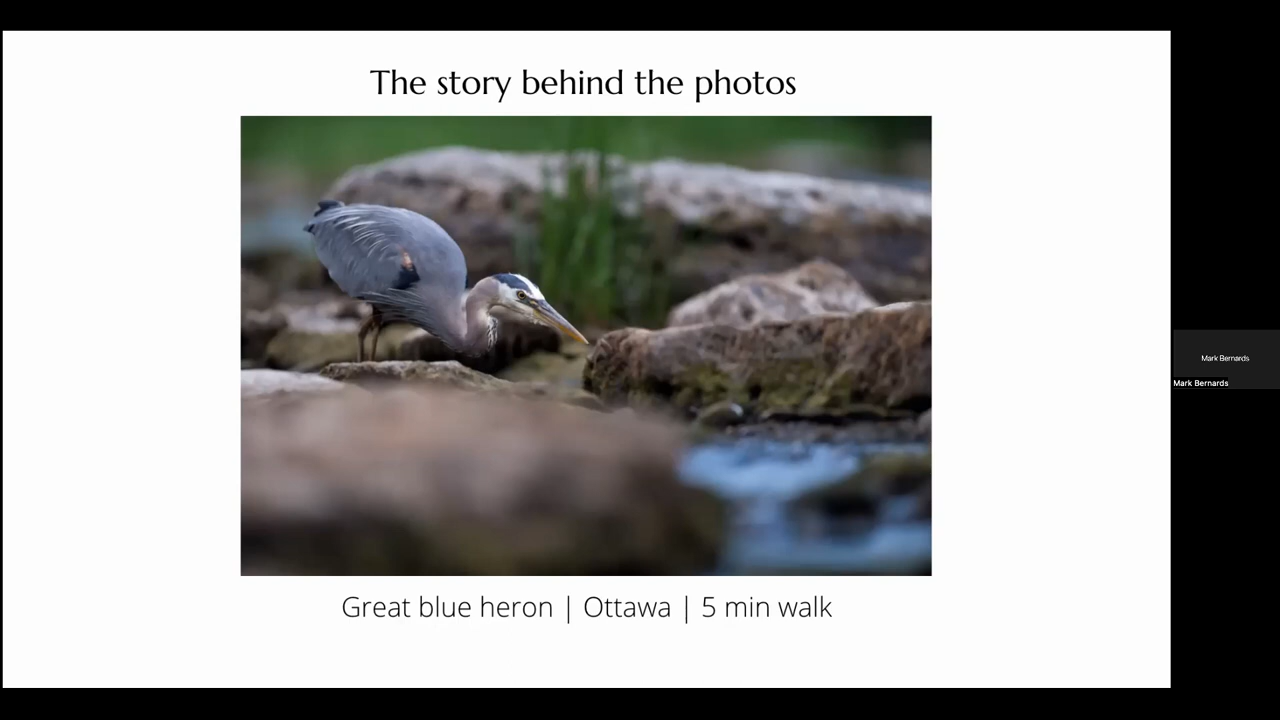 The story behind the photos
Great blue heron | Ottawa | 5 min walk
Mark Bernards
Mark Bernards